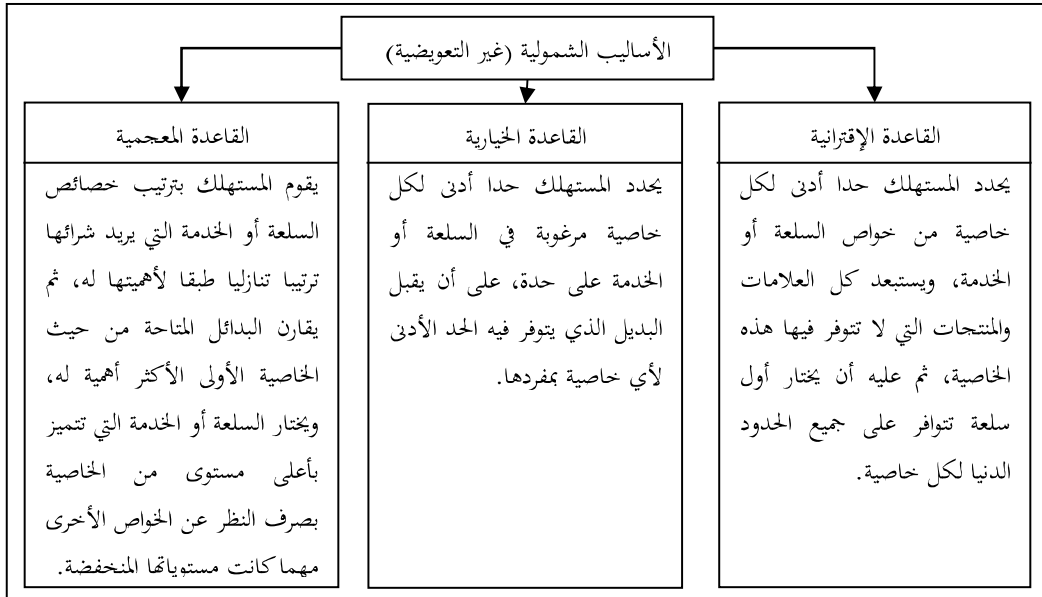 الأساليب الشمولية (غير التعويضية)
القاعدة الإقترانية
يحدد المستهلك حدا أدنى لكل
خاصية من خواص السلعة أو
الخدمة، ويستبعد كل العلامات
والمنتجات التي لا تتوفر فيها هذه
الخاصية، ثم عليه أن يختار أول
سلعة تتوافر على جميع الحدود
الدنيا لكل خاصية.
القاعدة الخيارية
يحدد المستهلك حدا أدنى لكل
خاصية مرغوبة في السلعة أو
الخدمة على حدة، على أن يقبل
البديل الذي يتوفر فيه الحد الأدنى
لأي خاصية بمفردها.
القاعدة المعجمية
يقوم المستهلك بترتيب خصائص
السلعة أو الخدمة التي يريد شرائها
ترتيبا تنازليا طبقا لأهميتها له، ثم
يقارن البدائل المتاحة من حيث
الخاصية الأولى الأكثر أهمية له،
ويختار السلعة أو الخدمة التي تتميز
بأعلى مستوى من الخاصية
بصرف النظر عن الخواص الأخرى
مهما كانت مستوياتها المنخفضة.